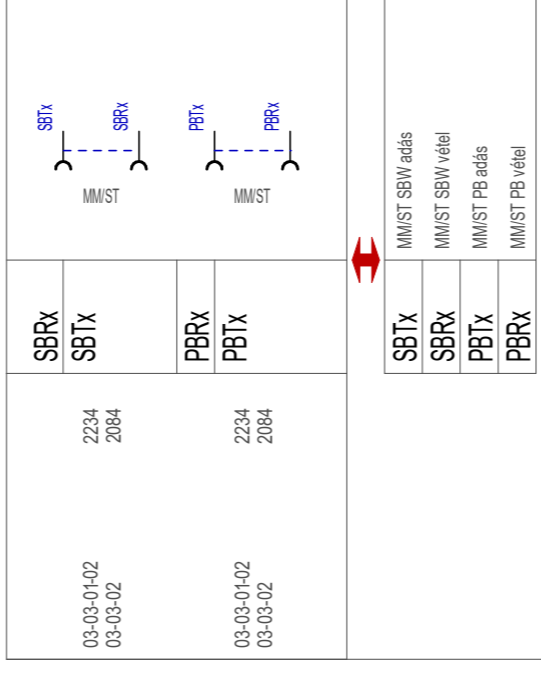 SBTx
SBRx
PBTx
PBRx
MM/ST
MM/ST
SBRx
SBTx
PBRx
PBTx
2234
2084
2234
2084
03-03-01-02
03-03-02
03-03-01-02
03-03-02
MM/ST SBW adás
MM/ST SBW vétel
MM/ST PB adás
MM/ST PB vétel
SBTx
SBRx
PBTx
PBRx